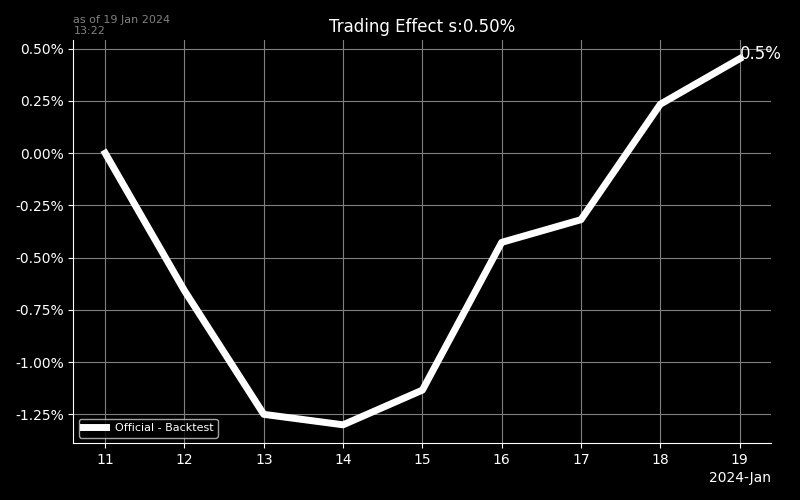 as of 19 Jan 2024
13:22
Trading Effect s:0.50%
0.50%
0.25%
0.00%
-0.25%
-0.50%
-0.75%
-1.00%
-1.25%
0.5%
Official - Backtest
11 12 13 14 15 16 17 18 19
2024-Jan